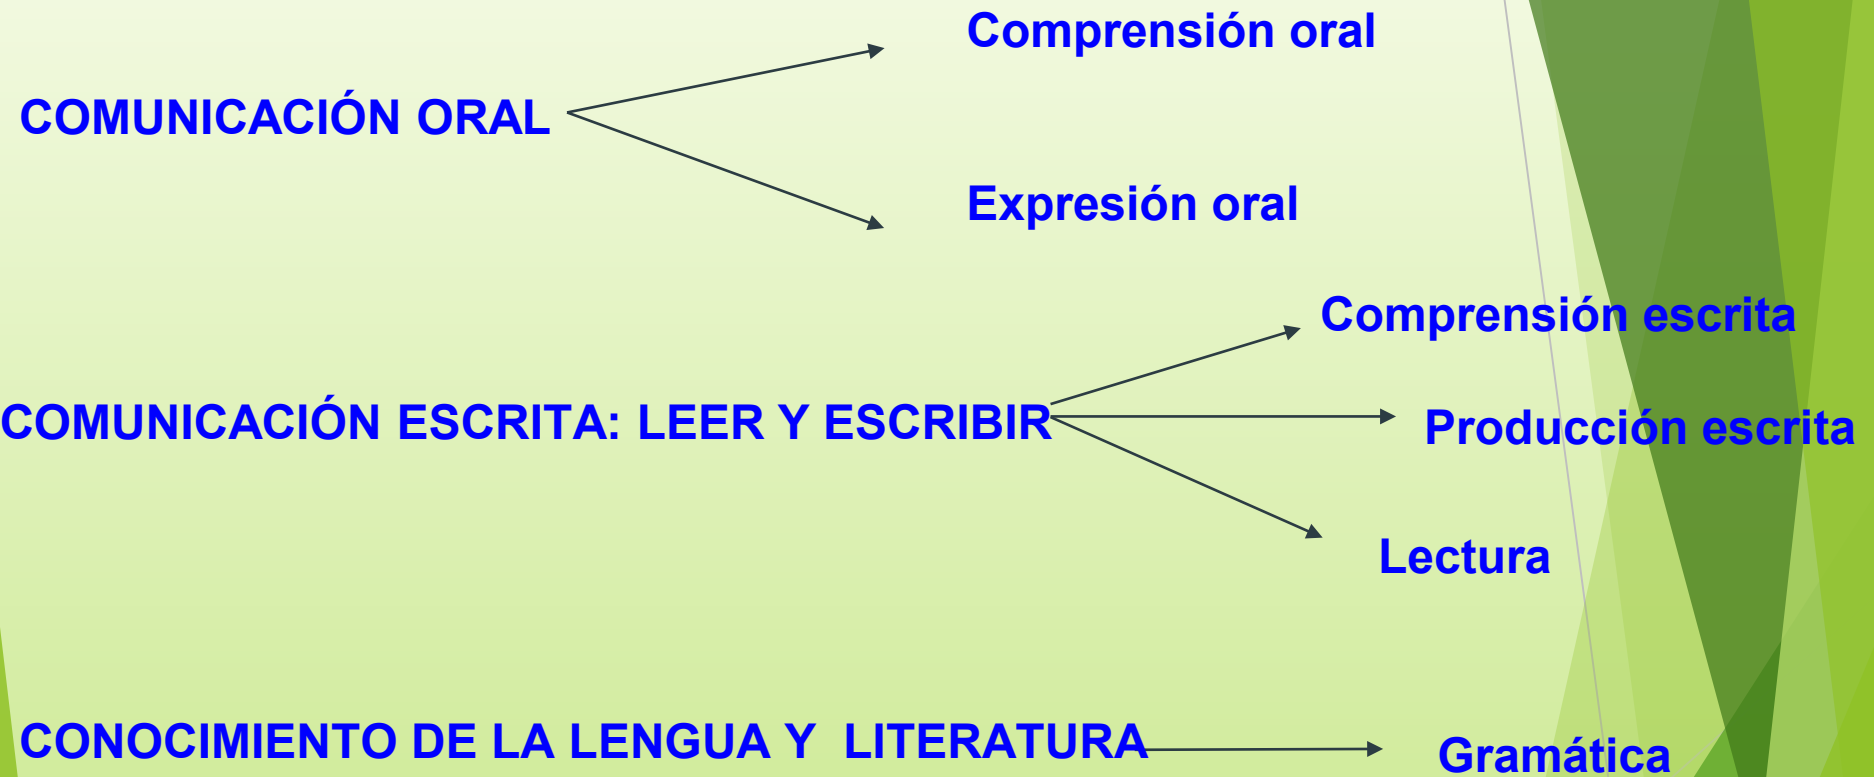 Comprensión oral
COMUNICACIÓN ORAL
Expresión oral
Comprensión escrita
COMUNICACIÓN ESCRITA: LEER Y ESCRIBIR
Producción escrita
Lectura
CONOCIMIENTO DE LA LENGUA Y LITERATURA
Gramática